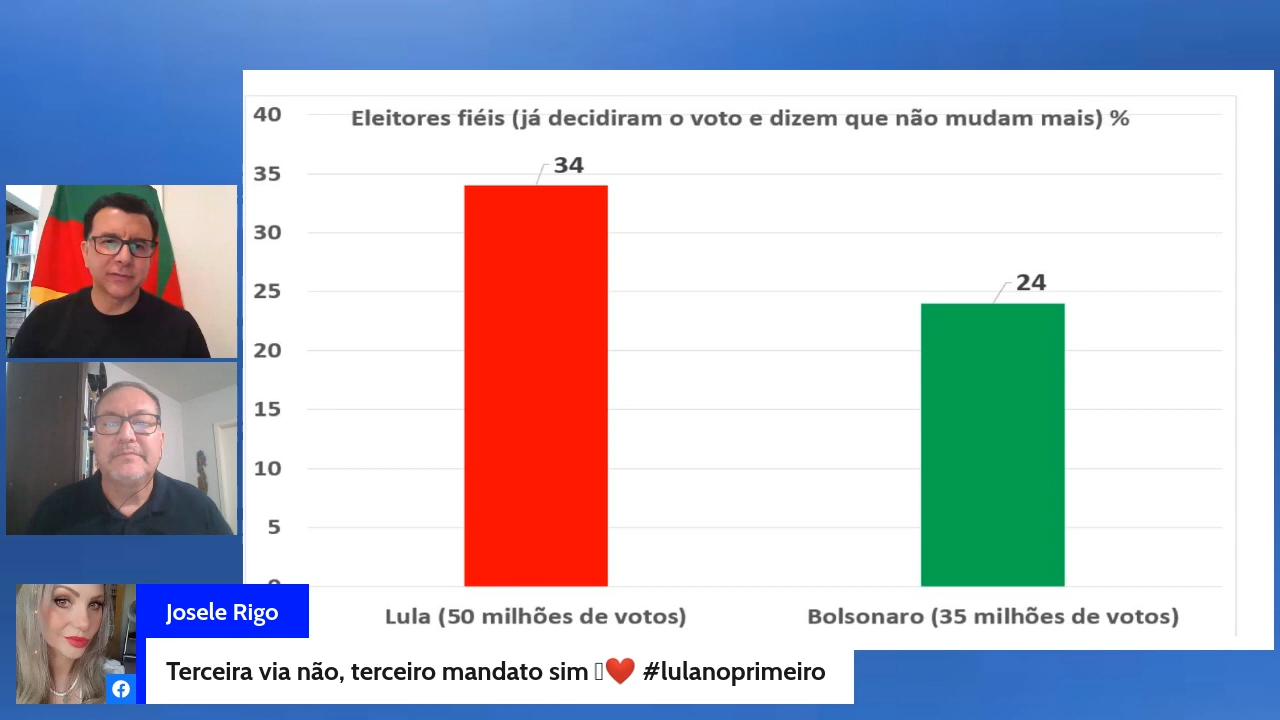 Eleitores fiéis (já decidiram o voto e dizem que não mudam mais) %
40
35
30
25
20
15
10
5
0
34
24
Lula (50 milhões de votos)
Bolsonaro (35 milhões de votos)
Josele Rigo
Terceira via não, terceiro mandato sim ▯❤️ #lulanoprimeiro